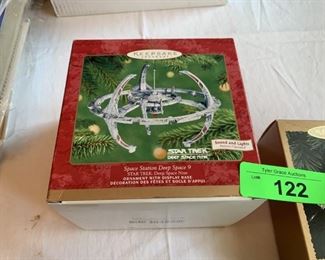 KEEPSAKE
ORNAMENT
STAR TREK
DEEP SPACE NINE
Sound and Lights
Space Station Deep Space 9
STAR TREK: Deep Space Nine
ORNAMENT WITH DISPLAY BASE
DÉCORATION DES FÊTES ET SOCLE D'APPUI
Tyler Grace Auctions
Lot#
122